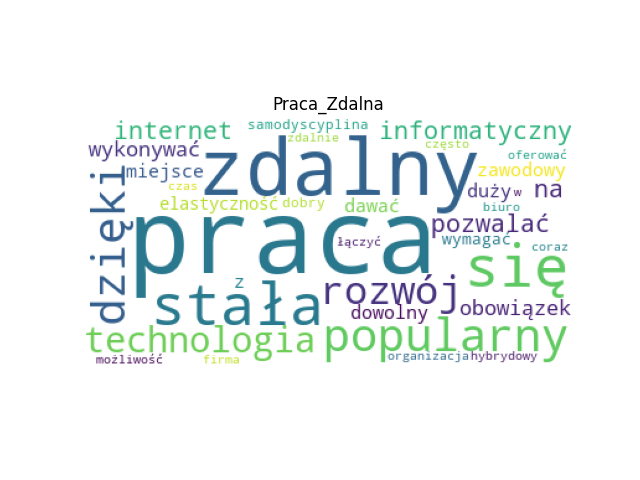 Praca_Zdalna
internet samodyscyplina informatyczny
zdalnie często
wykonywać zdalny oferować
miejsce zawodowy
czas duży w na
dzięki elastyczność dobry dawać biuro
praca pozwalać
łączyć wymagać coraz
się
z rozwój
stała dowolny obowiązek
technologia popularny
możliwość firma organizacja hybrydowy